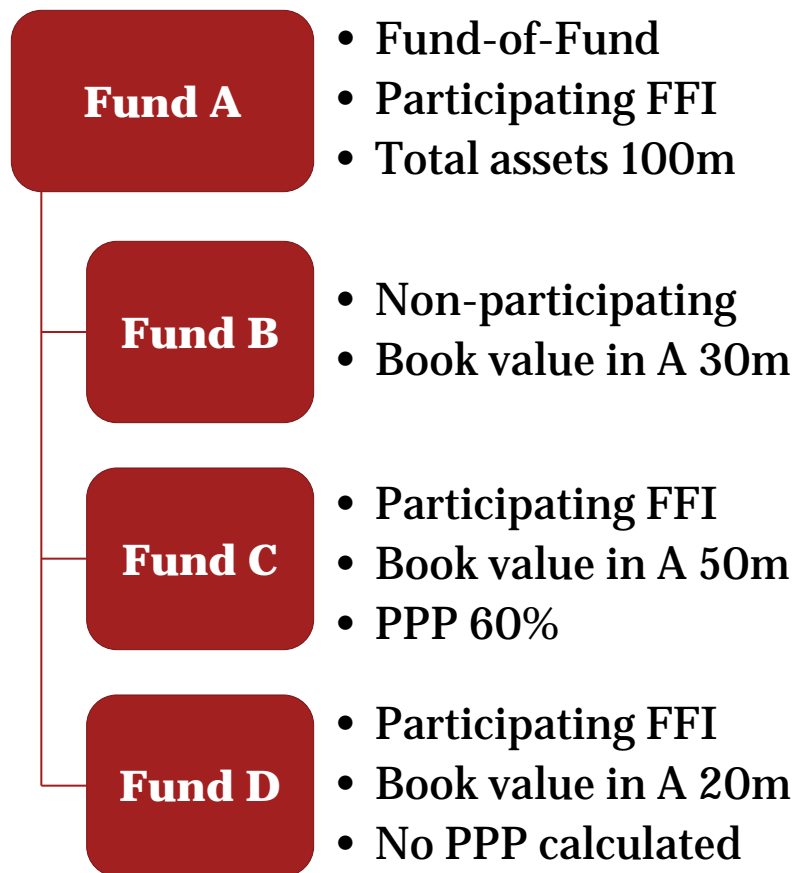 Fund A
• Fund-of-Fund
• Participating FFI
• Total assets 100m
Fund B
• Non-participating
• Book value in A 30m
Fund C
• Participating FFI
• Book value in A 50m
• PPP 60%
Fund D
• Participating FFI
• Book value in A 20m
• No PPP calculated